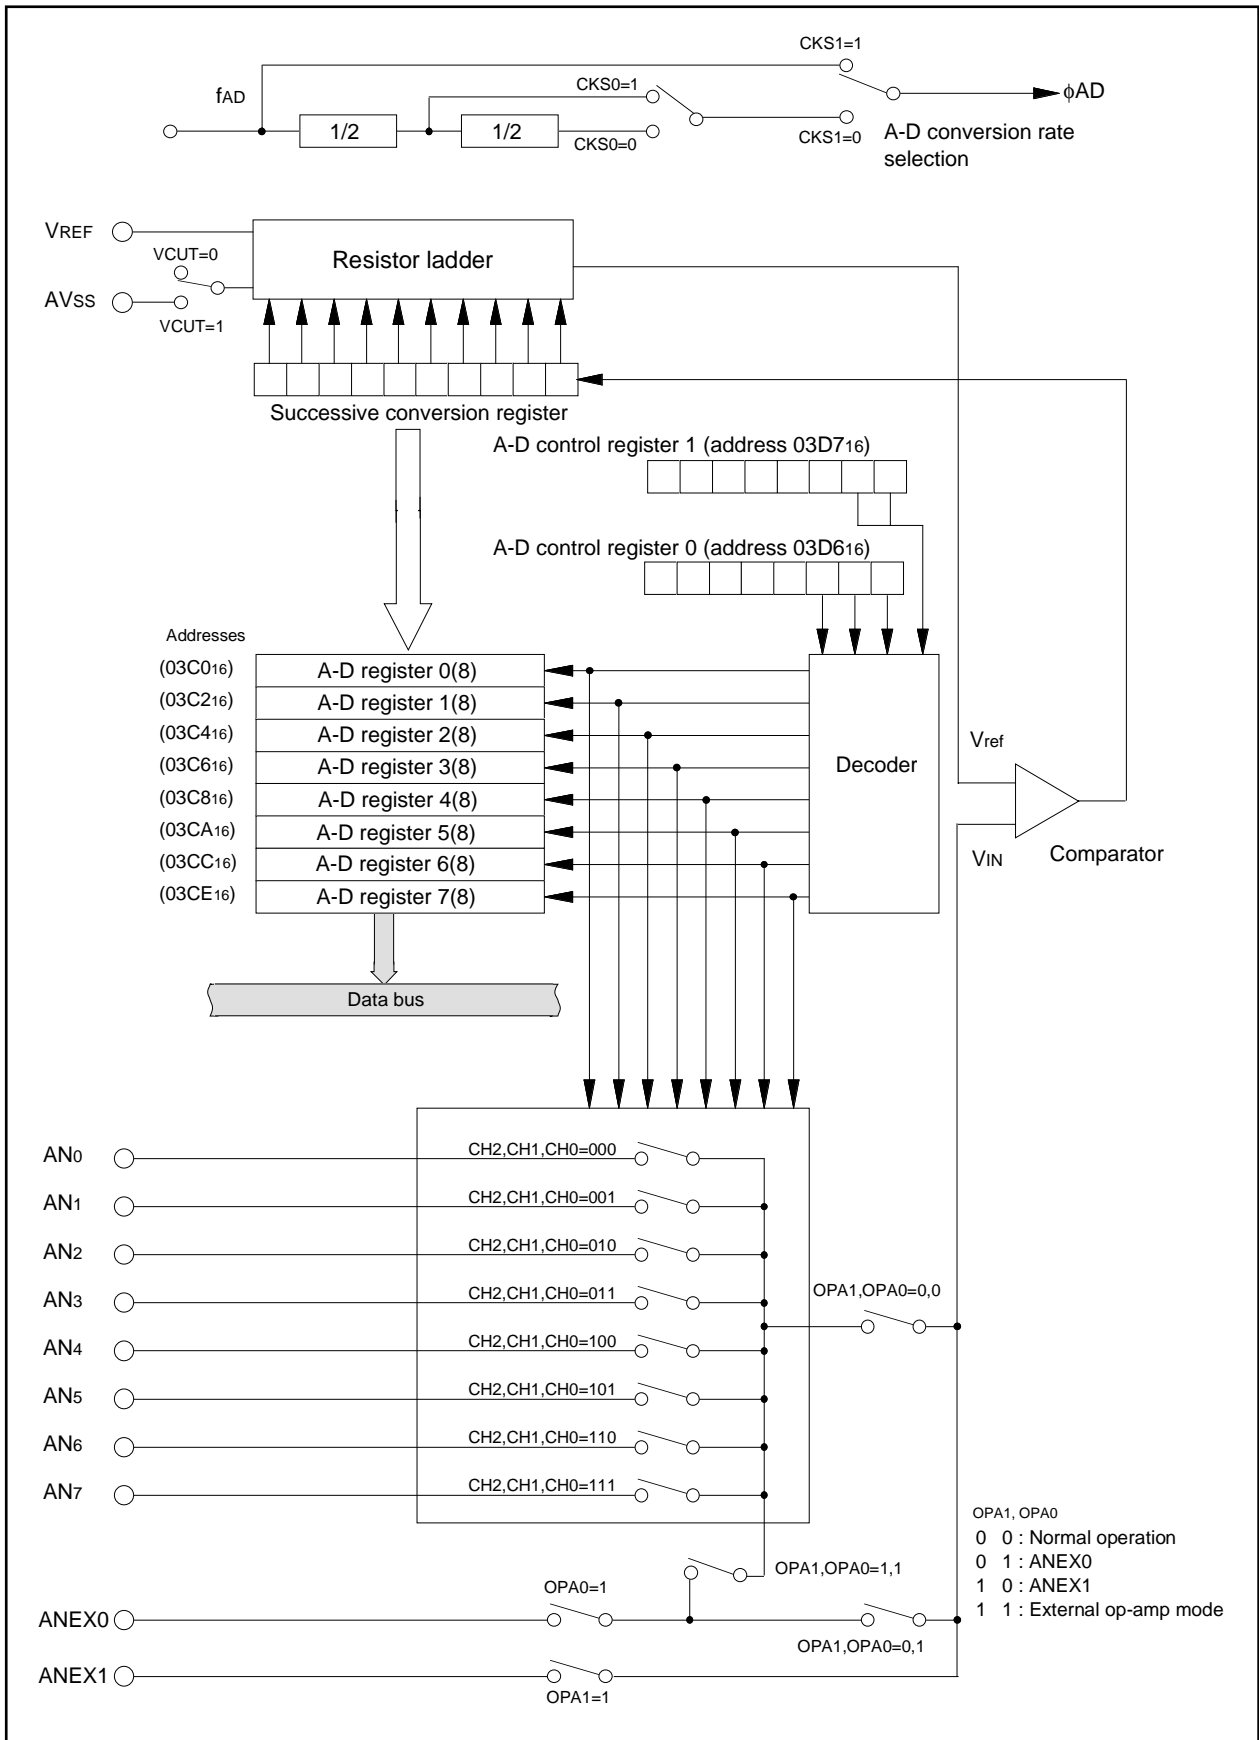 CKS1=1
CKS0=1
fAD
φAD
1/2
1/2
CKS0=0
CKS1=0
A-D conversion rate
selection
VREF
VCUT=0
Resistor ladder
AVSS
VCUT=1
Successive conversion register
A-D control register 1 (address 03D716)
A-D control register 0 (address 03D616)
Addresses
(03C016)
A-D register 0(8)
(03C216)
A-D register 1(8)
(03C416)
A-D register 2(8)
(03C616)
A-D register 3(8)
(03C816)
A-D register 4(8)
(03CA16)
A-D register 5(8)
(03CC16)
A-D register 6(8)
(03CE16)
A-D register 7(8)
Decoder
Vref
VIN
Comparator
Data bus
AN0
CH2,CH1,CH0=000
AN1
CH2,CH1,CH0=001
AN2
CH2,CH1,CH0=010
AN3
CH2,CH1,CH0=011
OPA1,OPA0=0,0
AN4
CH2,CH1,CH0=100
AN5
CH2,CH1,CH0=101
AN6
CH2,CH1,CH0=110
AN7
CH2,CH1,CH0=111
OPA1, OPA0
0 0 : Normal operation
0 1 : ANEX0
1 0 : ANEX1
1 1 : External op-amp mode
OPA1,OPA0=1,1
OPA0=1
ANEX0
OPA1,OPA0=0,1
ANEX1
OPA1=1